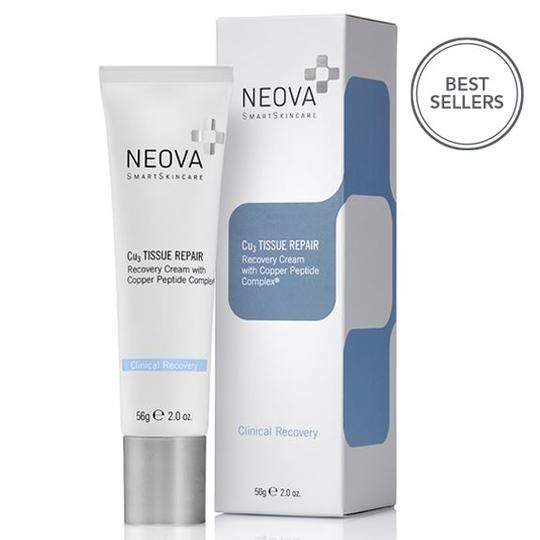 NEOVA
SMARTSKINCARE
Cu₃ TISSUE REPAIR
Recovery Cream with
Copper Peptide Complex®
Clinical Recovery
56g ℮ 2.0 oz.
NEOVA
SMARTSKINCARE
Cu₃ TISSUE REPAIR
Recovery Cream
with Copper Peptide
Complex®
Clinical Recovery
56g ℮ 2.0 oz.
BEST
SELLERS